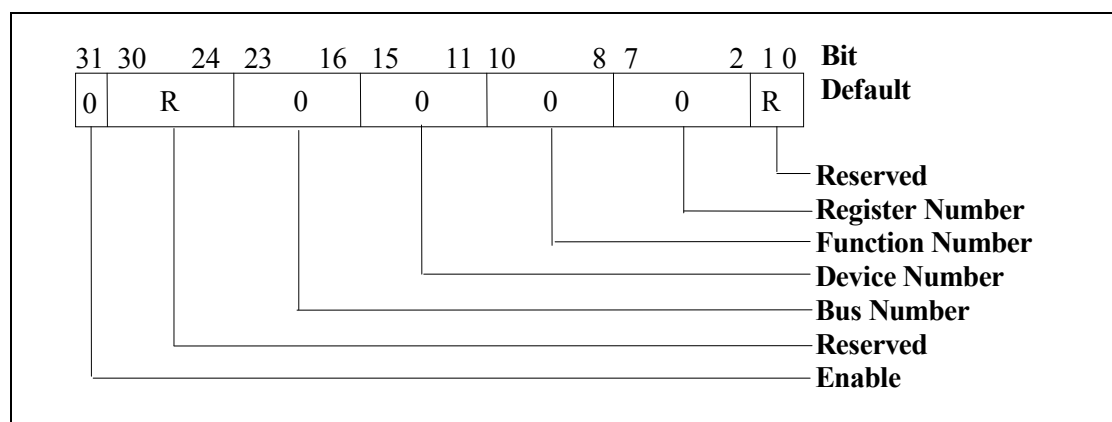 31 30 24 23 16 15 11 10 8 7 2 1 0 Bit
0 R 0 0 0 0 R Default
Reserved
Register Number
Function Number
Device Number
Bus Number
Reserved
Enable